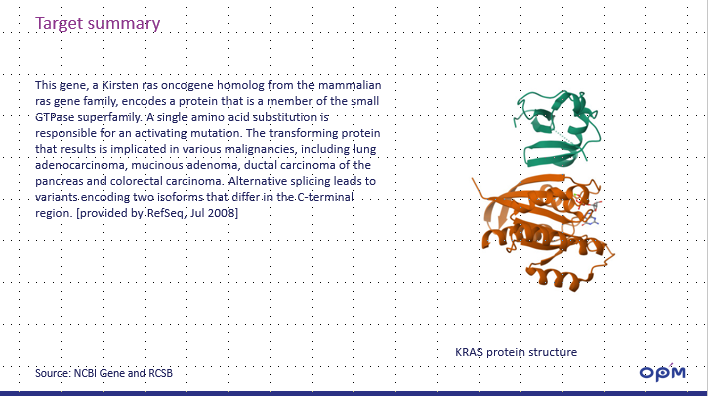 Target summary
This gene, a Kirsten ras oncogene homolog from the mammalian
ras gene family, encodes a protein that is a member of the small
GTPase superfamily. A single amino acid substitution is
responsible for an activating mutation. The transforming protein
that results is implicated in various malignancies, including lung
adenocarcinoma, mucinous adenoma, ductal carcinoma of the
pancreas and colorectal carcinoma. Alternative splicing leads to
variants encoding two isoforms that differ in the C-terminal
region. [provided by RefSeq, Jul 2008]
KRAS protein structure
Source: NCBI Gene and RCSB
OPM